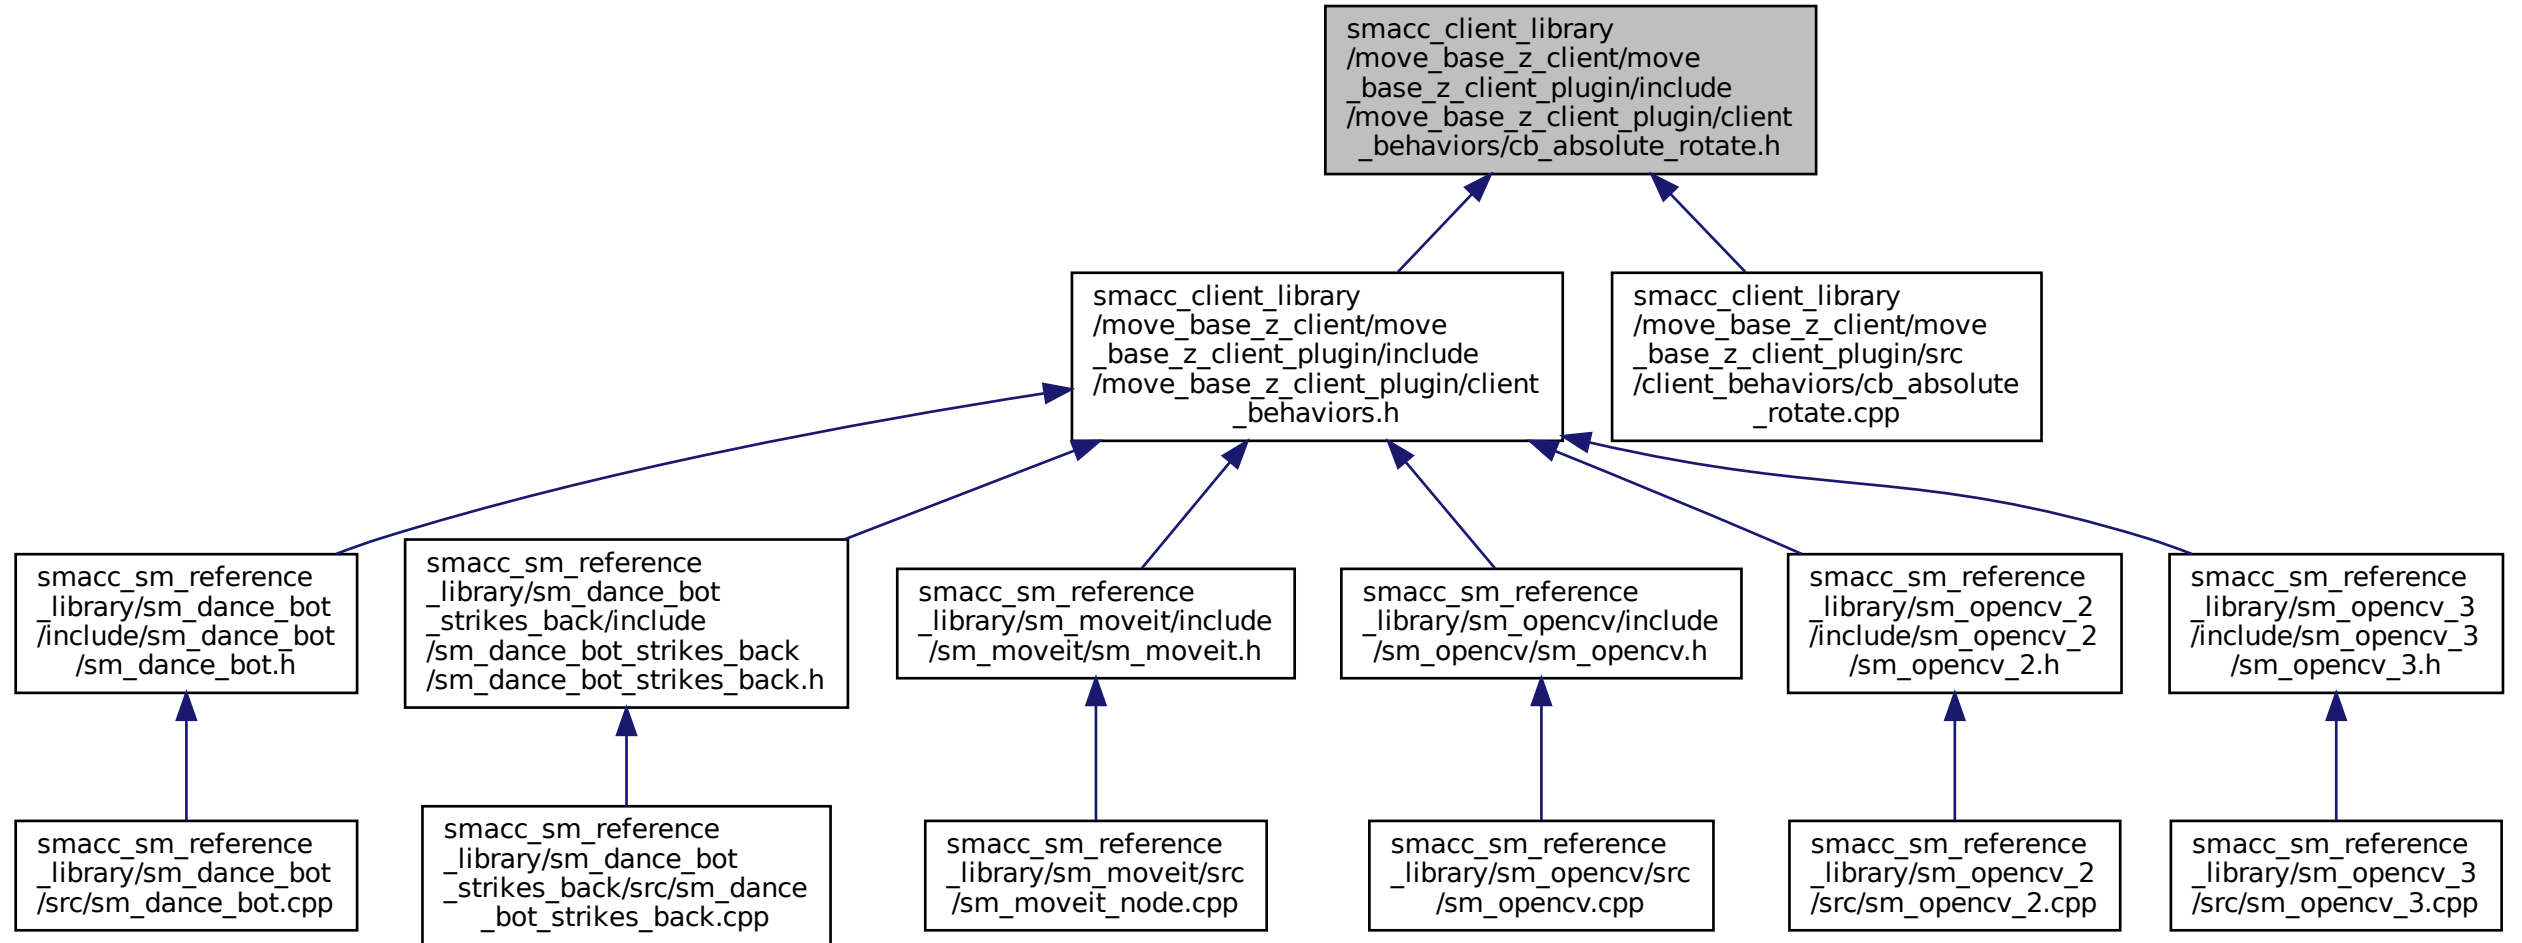 smacc_client_library
/move_base_z_client/move
_base_z_client_plugin/include
/move_base_z_client_plugin/client
_behaviors/cb_absolute_rotate.h
smacc_client_library
/move_base_z_client/move
_base_z_client_plugin/include
/move_base_z_client_plugin/client
_behaviors.h
smacc_client_library
/move_base_z_client/move
_base_z_client_plugin/src
/client_behaviors/cb_absolute
_rotate.cpp
smacc_sm_reference
_library/sm_dance_bot
/include/sm_dance_bot
/sm_dance_bot.h
smacc_sm_reference
_library/sm_dance_bot
_strikes_back/include
/sm_dance_bot_strikes_back
/sm_dance_bot_strikes_back.h
smacc_sm_reference
_library/sm_moveit/include
/sm_moveit/sm_moveit.h
smacc_sm_reference
_library/sm_opencv/include
/sm_opencv/sm_opencv.h
smacc_sm_reference
_library/sm_opencv_2
/include/sm_opencv_2
/sm_opencv_2.h
smacc_sm_reference
_library/sm_opencv_3
/include/sm_opencv_3
/sm_opencv_3.h
smacc_sm_reference
_library/sm_dance_bot
/src/sm_dance_bot.cpp
smacc_sm_reference
_library/sm_dance_bot
_strikes_back/src/sm_dance
_bot_strikes_back.cpp
smacc_sm_reference
_library/sm_moveit/src
/sm_moveit_node.cpp
smacc_sm_reference
_library/sm_opencv/src
/sm_opencv.cpp
smacc_sm_reference
_library/sm_opencv_2
/src/sm_opencv_2.cpp
smacc_sm_reference
_library/sm_opencv_3
/src/sm_opencv_3.cpp